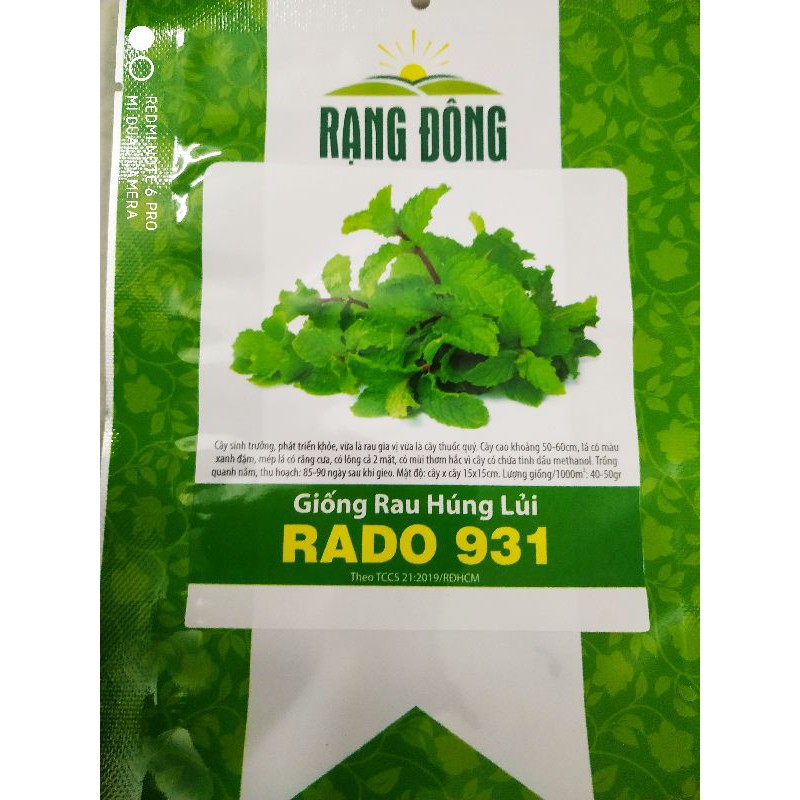 RẠNG ĐÔNG
Cây sinh trưởng, phát triển khỏe, vừa là rau gia vị vừa là cây thuốc quý. Cây cao khoảng 50-60cm, lá có màu
xanh đậm, mép lá có răng cưa, có lông cả 2 mặt, có mùi thơm hắc vì cây có chứa tinh dầu methanol. Trồng
quanh năm, thu hoạch: 85-90 ngày sau khi gieo. Mật độ: cây x cây 15x15cm. Lượng giống/1000m²: 40-50gr
Giống Rau Húng Lủi
RADO 931
Theo TCCS 21:2019/RĐHCM
REDMI NOTE 6 PRO
MI DUAL CAMERA